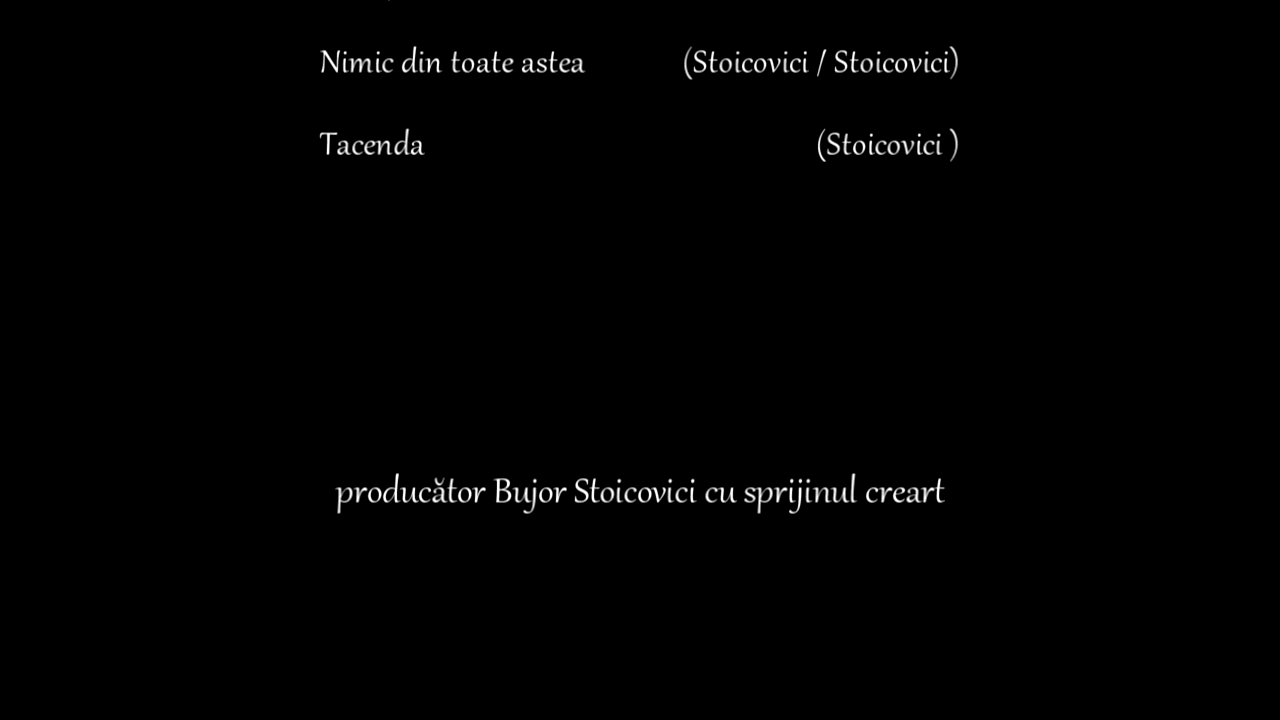 Nimic din toate astea (Stoicovici / Stoicovici)
Tacenda (Stoicovici )
producător Bujor Stoicovici cu sprijinul creart